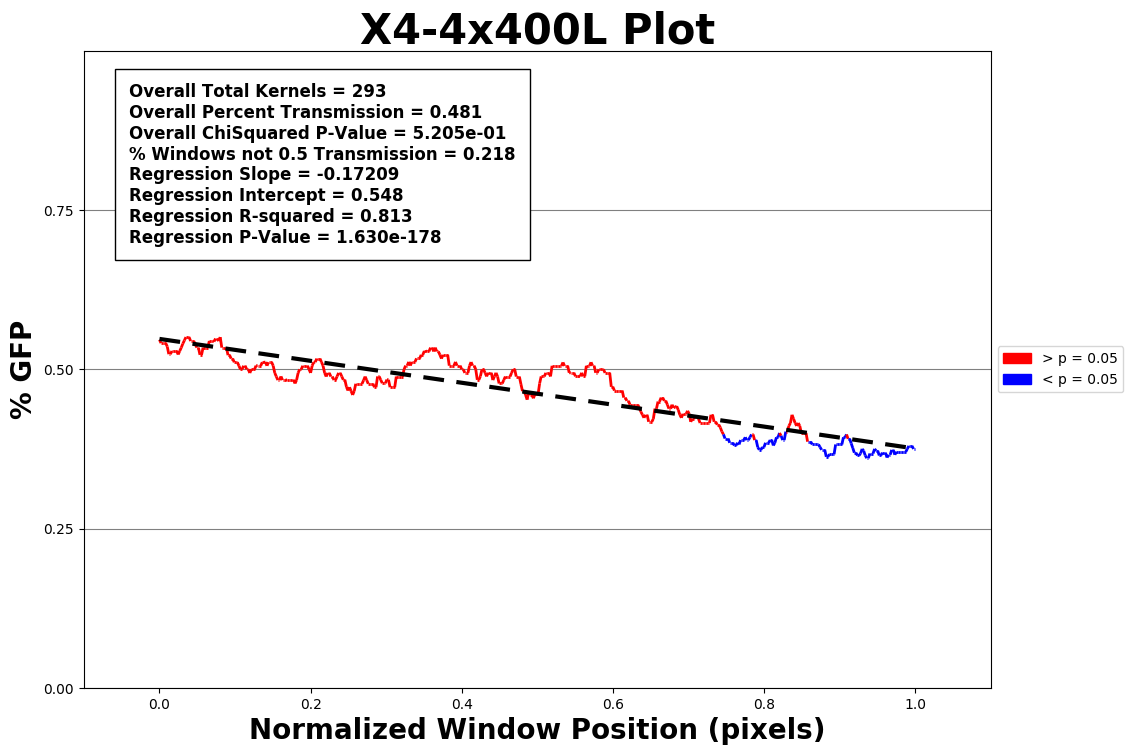 X4-4x400L Plot
Overall Total Kernels = 293
Overall Percent Transmission = 0.481
Overall ChiSquared P-Value = 5.205e-01
% Windows not 0.5 Transmission = 0.218
Regression Slope = -0.17209
Regression Intercept = 0.548
Regression R-squared = 0.813
Regression P-Value = 1.630e-178
0.75
0.50
0.25
0.00
% GFP
> p = 0.05
< p = 0.05
0.0 0.2 0.4 0.6 0.8 1.0
Normalized Window Position (pixels)